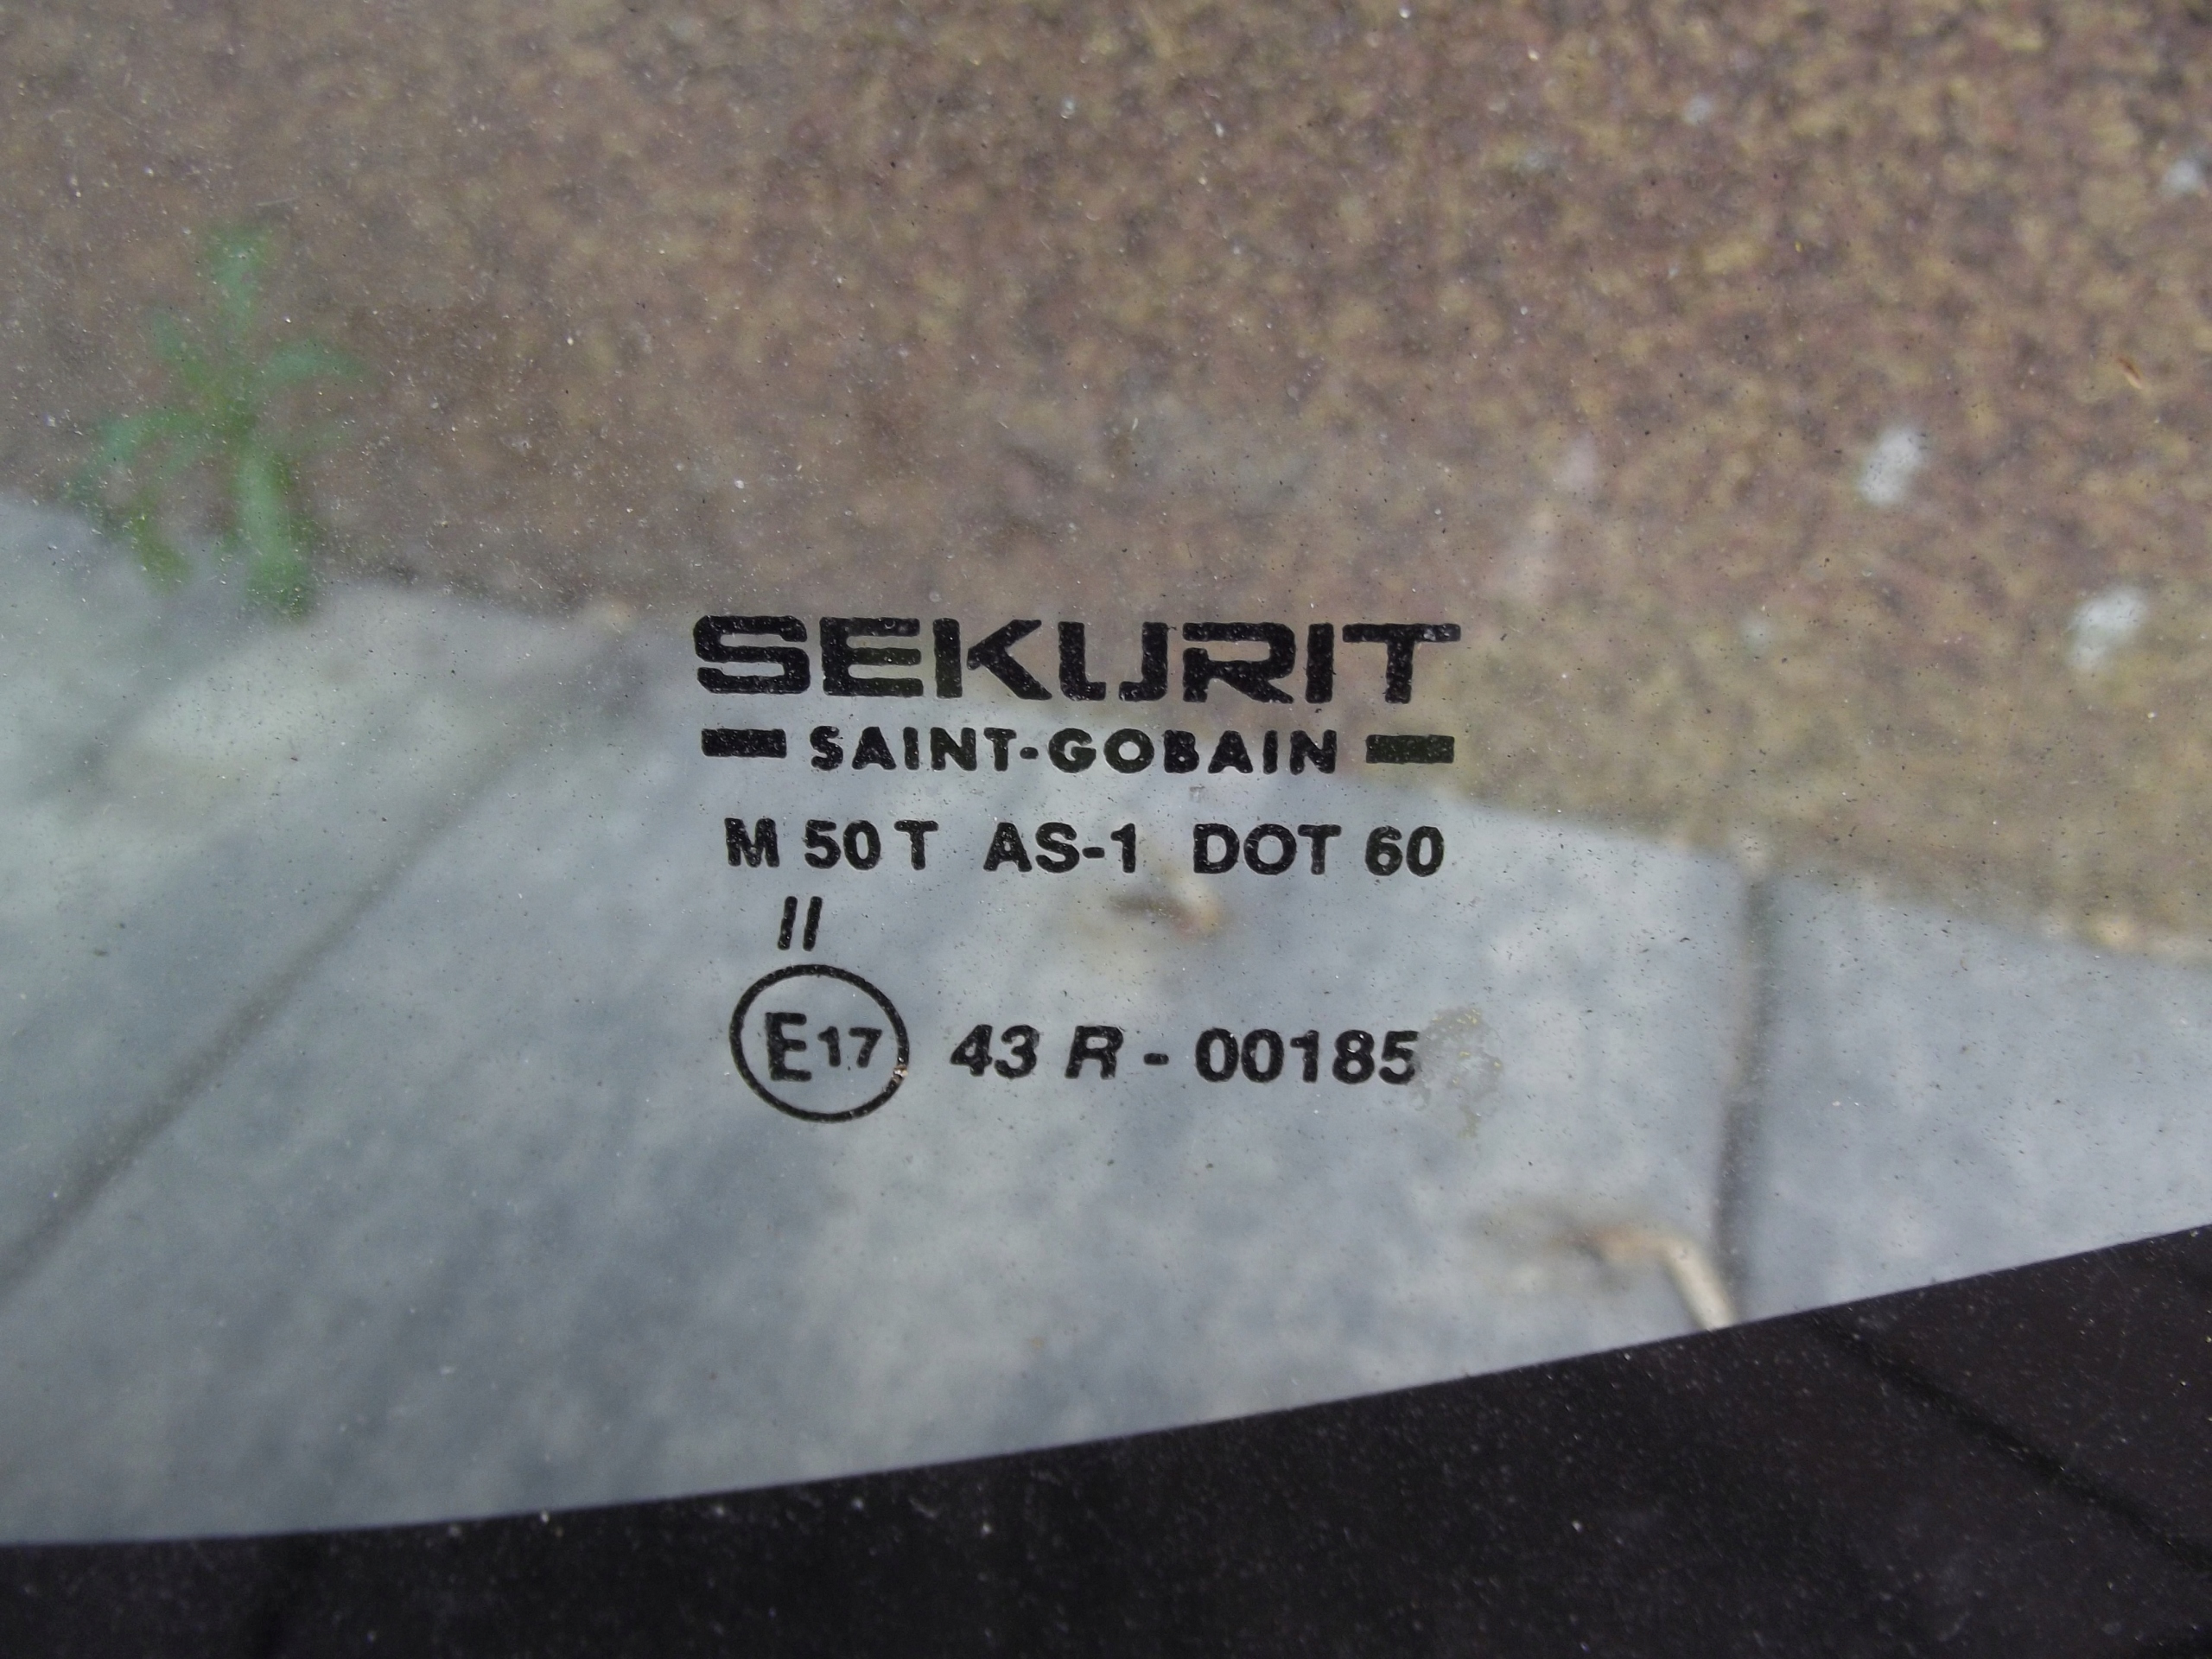 SEKURIT
SAINT-GOBAIN
M 50 T AS-1 DOT 60
II
E17 43 R - 00185